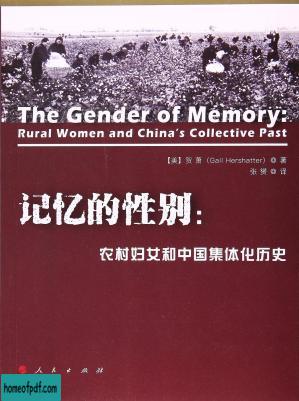 The Gender of Memory:
Rural Women and China's Collective Past
【美】贺萧(Gail Hershatter)◎著
张赟◎译
记忆的性别:
农村妇女和中国集体化历史
人民出版社
homeofpdf.com